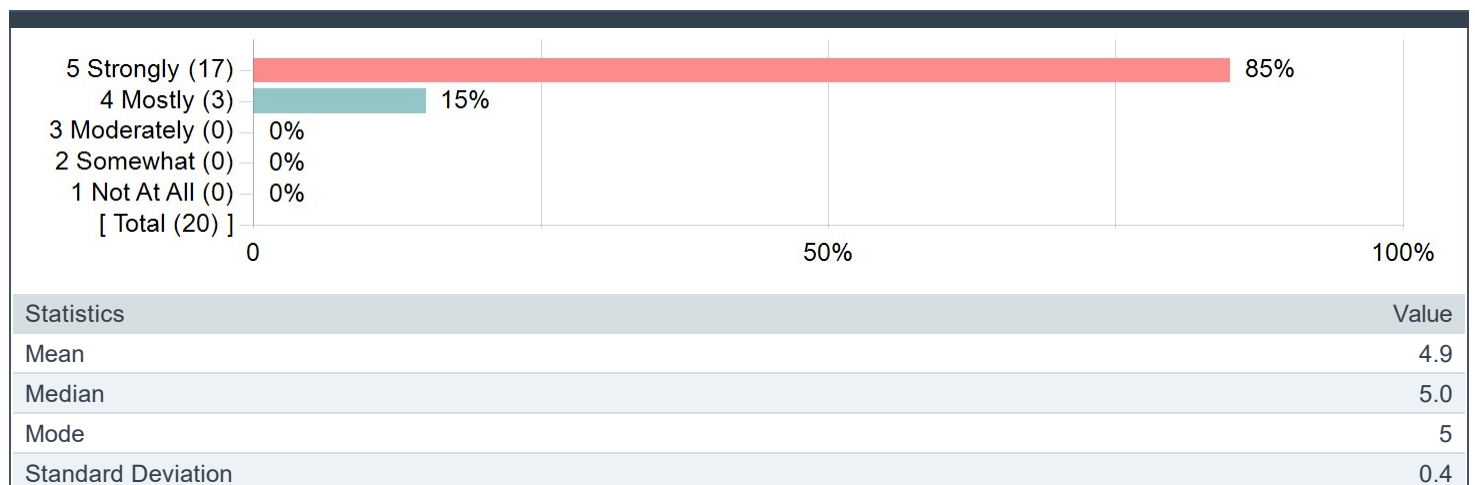 5 Strongly (17) 85%
4 Mostly (3) 15%
3 Moderately (0) 0%
2 Somewhat (0) 0%
1 Not At All (0) 0%
[ Total (20) ]
0 50% 100%
Statistics Value
Mean 4.9
Median 5.0
Mode 5
Standard Deviation 0.4